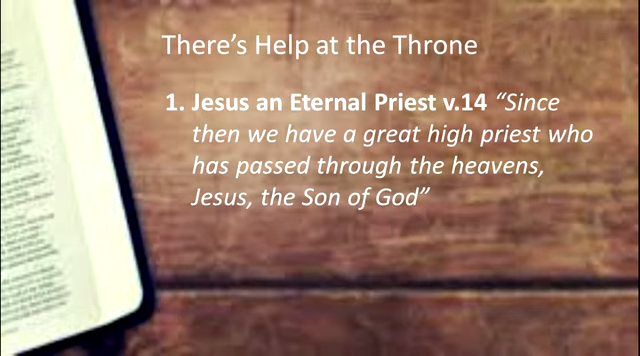 There’s Help at the Throne
1. Jesus an Eternal Priest v.14 “Since
then we have a great high priest who
has passed through the heavens,
Jesus, the Son of God”